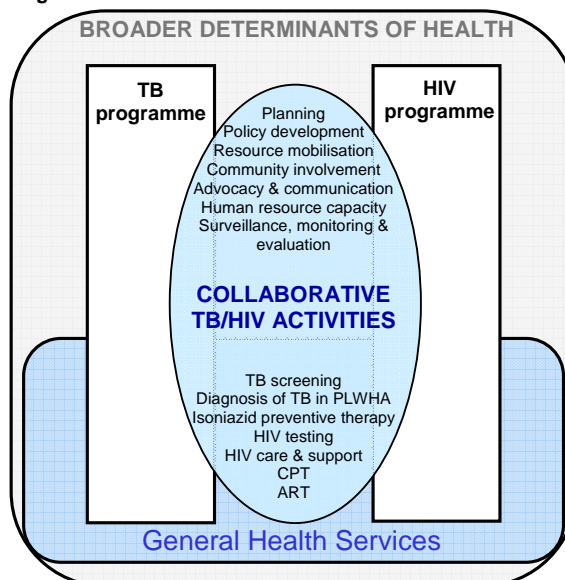 BROADER DETERMINANTS OF HEALTH
TB
programme
HIV
programme
Planning
Policy development
Resource mobilisation
Community involvement
Advocacy & communication
Human resource capacity
Surveillance, monitoring &
evaluation
COLLABORATIVE
TB/HIV ACTIVITIES
TB screening
Diagnosis of TB in PLWHA
Isoniazid preventive therapy
HIV testing
HIV care & support
CPT
ART
General Health Services